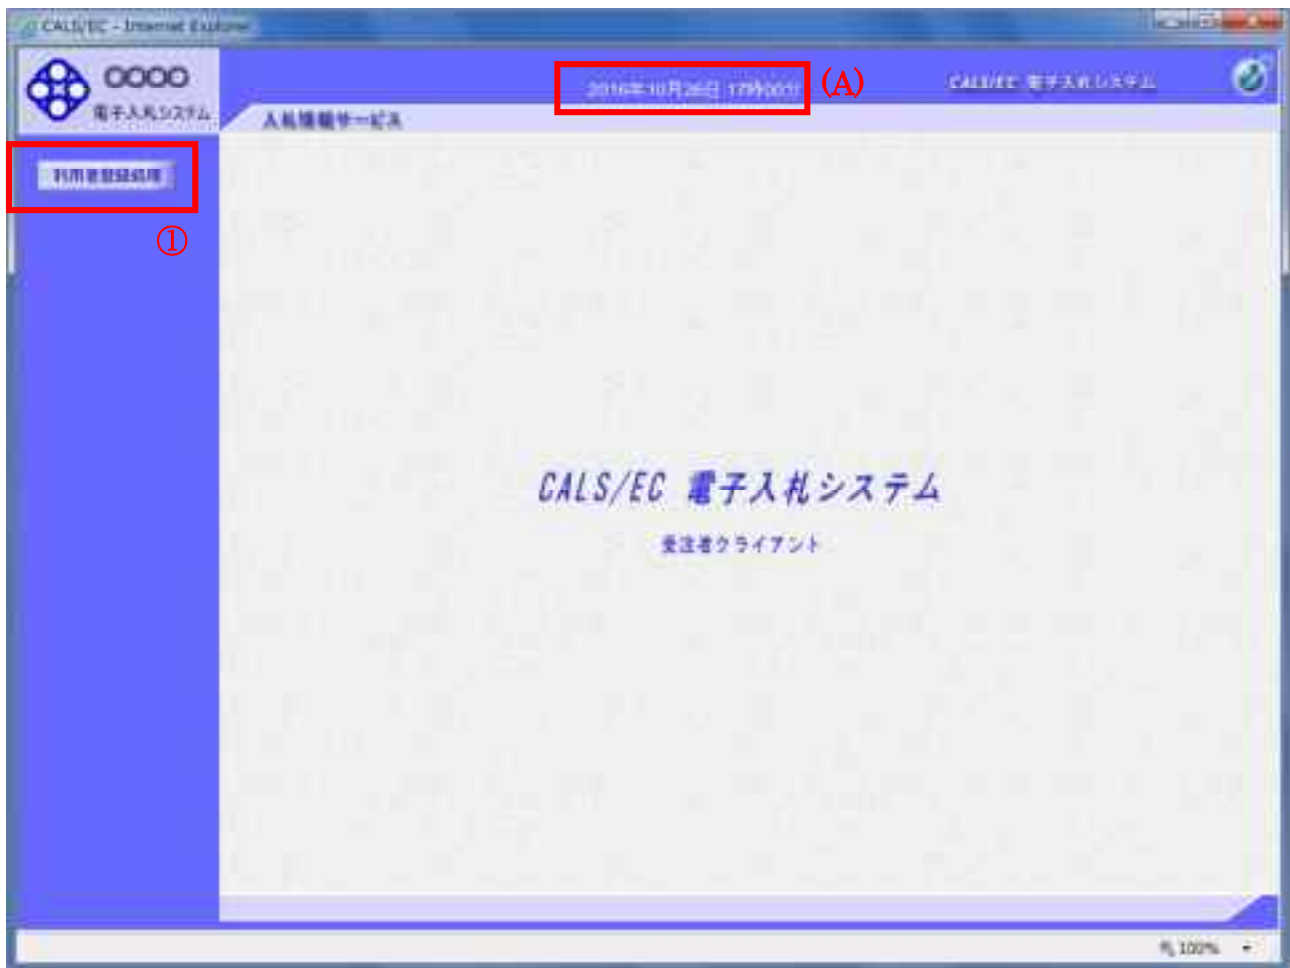 CALS/EC - Internet Explorer
○○○○
電子入札システム
2016年10月26日 17時00分
(A)
CALS/EC 電子入札システム
入札情報サービス
利用者登録処理
①
CALS/EC 電子入札システム
受注者クライアント
100%